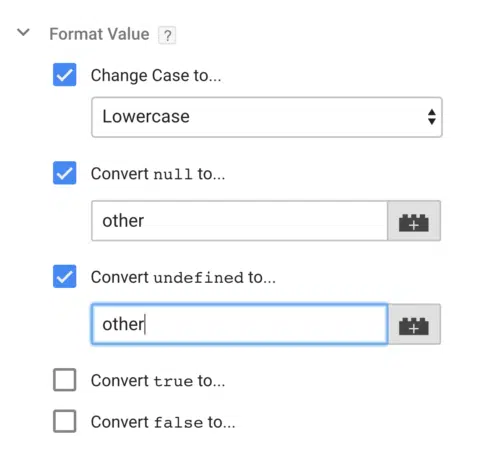 Format Value ?
Change Case to...
Lowercase
Convert null to...
other
Convert undefined to...
other
Convert true to...
Convert false to...